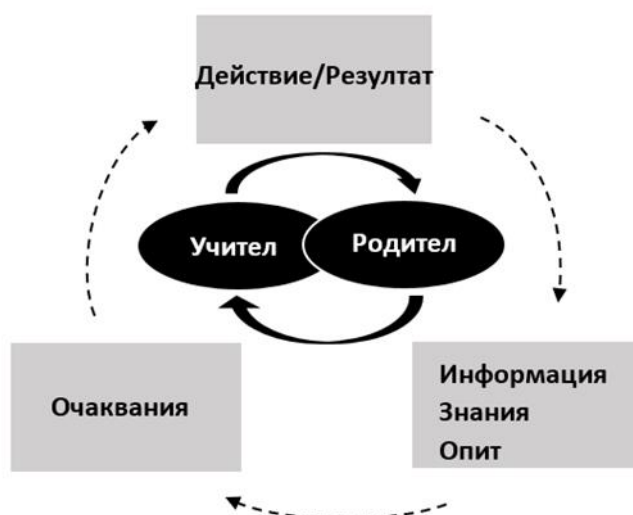 Действие/Резултат
Учител
Родител
Очаквания
Информация
Знания
Опит